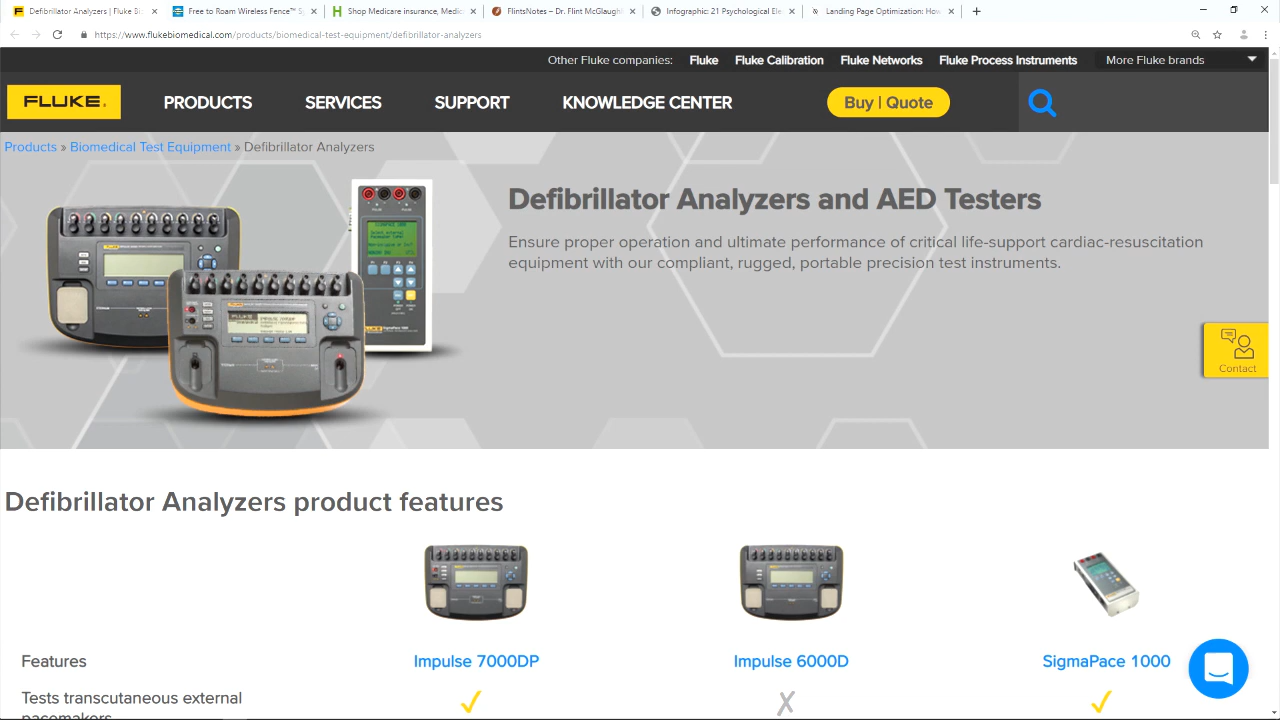 Defibrillator Analyzers | Fluke Bi
Free to Roam Wireless Fence™ S
Shop Medicare insurance, Medic
FlintsNotes – Dr. Flint McGlaughl
Infographic: 21 Psychological Ele
Landing Page Optimization: How
https://www.flukebiomedical.com/products/biomedical-test-equipment/defibrillator-analyzers
Other Fluke companies: Fluke Fluke Calibration Fluke Networks Fluke Process Instruments More Fluke brands
FLUKE.
PRODUCTS SERVICES SUPPORT KNOWLEDGE CENTER
Buy | Quote
Products » Biomedical Test Equipment » Defibrillator Analyzers
Defibrillator Analyzers and AED Testers
Ensure proper operation and ultimate performance of critical life-support cardiac-resuscitation
equipment with our compliant, rugged, portable precision test instruments.
Contact
Defibrillator Analyzers product features
Features
Impulse 7000DP
Impulse 6000D
SigmaPace 1000
Tests transcutaneous external
pacemakers